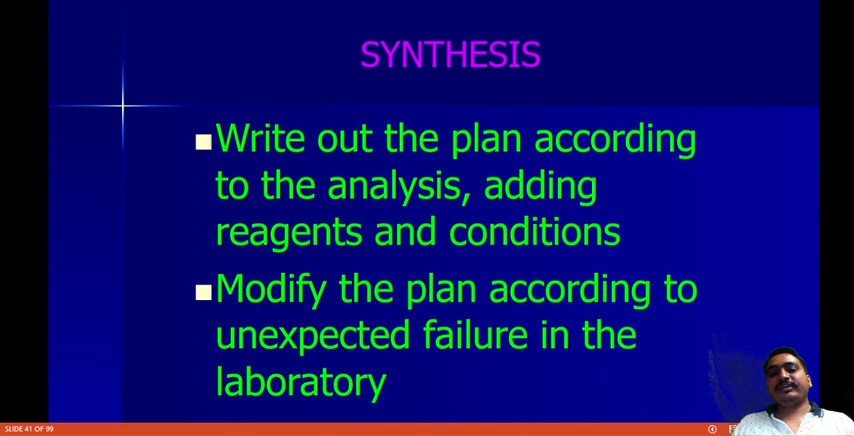 SYNTHESIS
Write out the plan according
to the analysis, adding
reagents and conditions
Modify the plan according to
unexpected failure in the
laboratory
SLIDE 41 OF 99